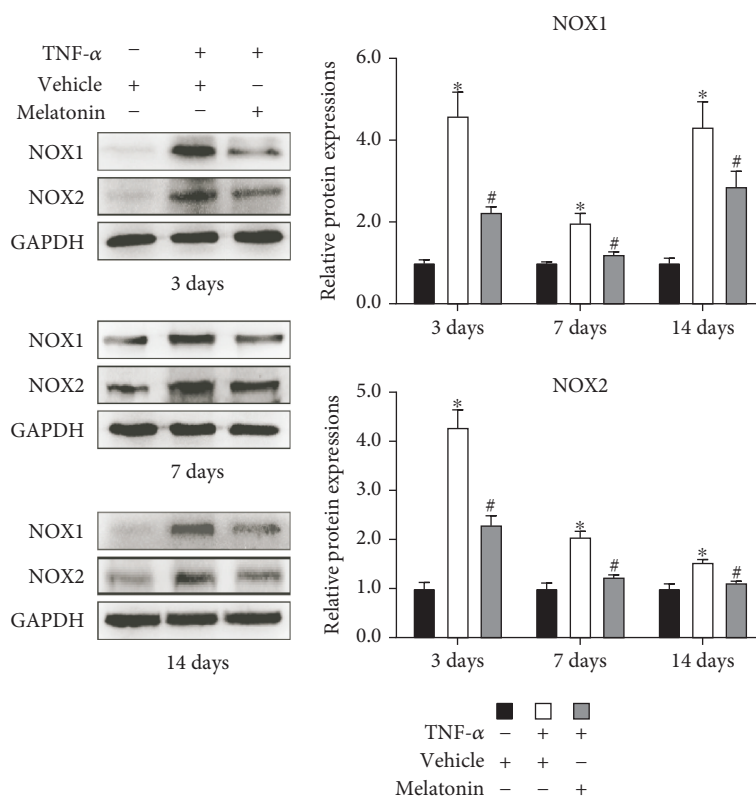 TNF-α – + +
Vehicle + + –
Melatonin – – +
NOX1
NOX2
GAPDH
3 days
NOX1
NOX2
GAPDH
7 days
NOX1
NOX2
GAPDH
14 days
NOX1
Relative protein expressions
6.0
4.0
2.0
0.0
* # * # * #
3 days 7 days 14 days
NOX2
Relative protein expressions
5.0
4.0
3.0
2.0
1.0
0.0
* # * # * #
3 days 7 days 14 days
TNF-α – + +
Vehicle + + –
Melatonin – – +